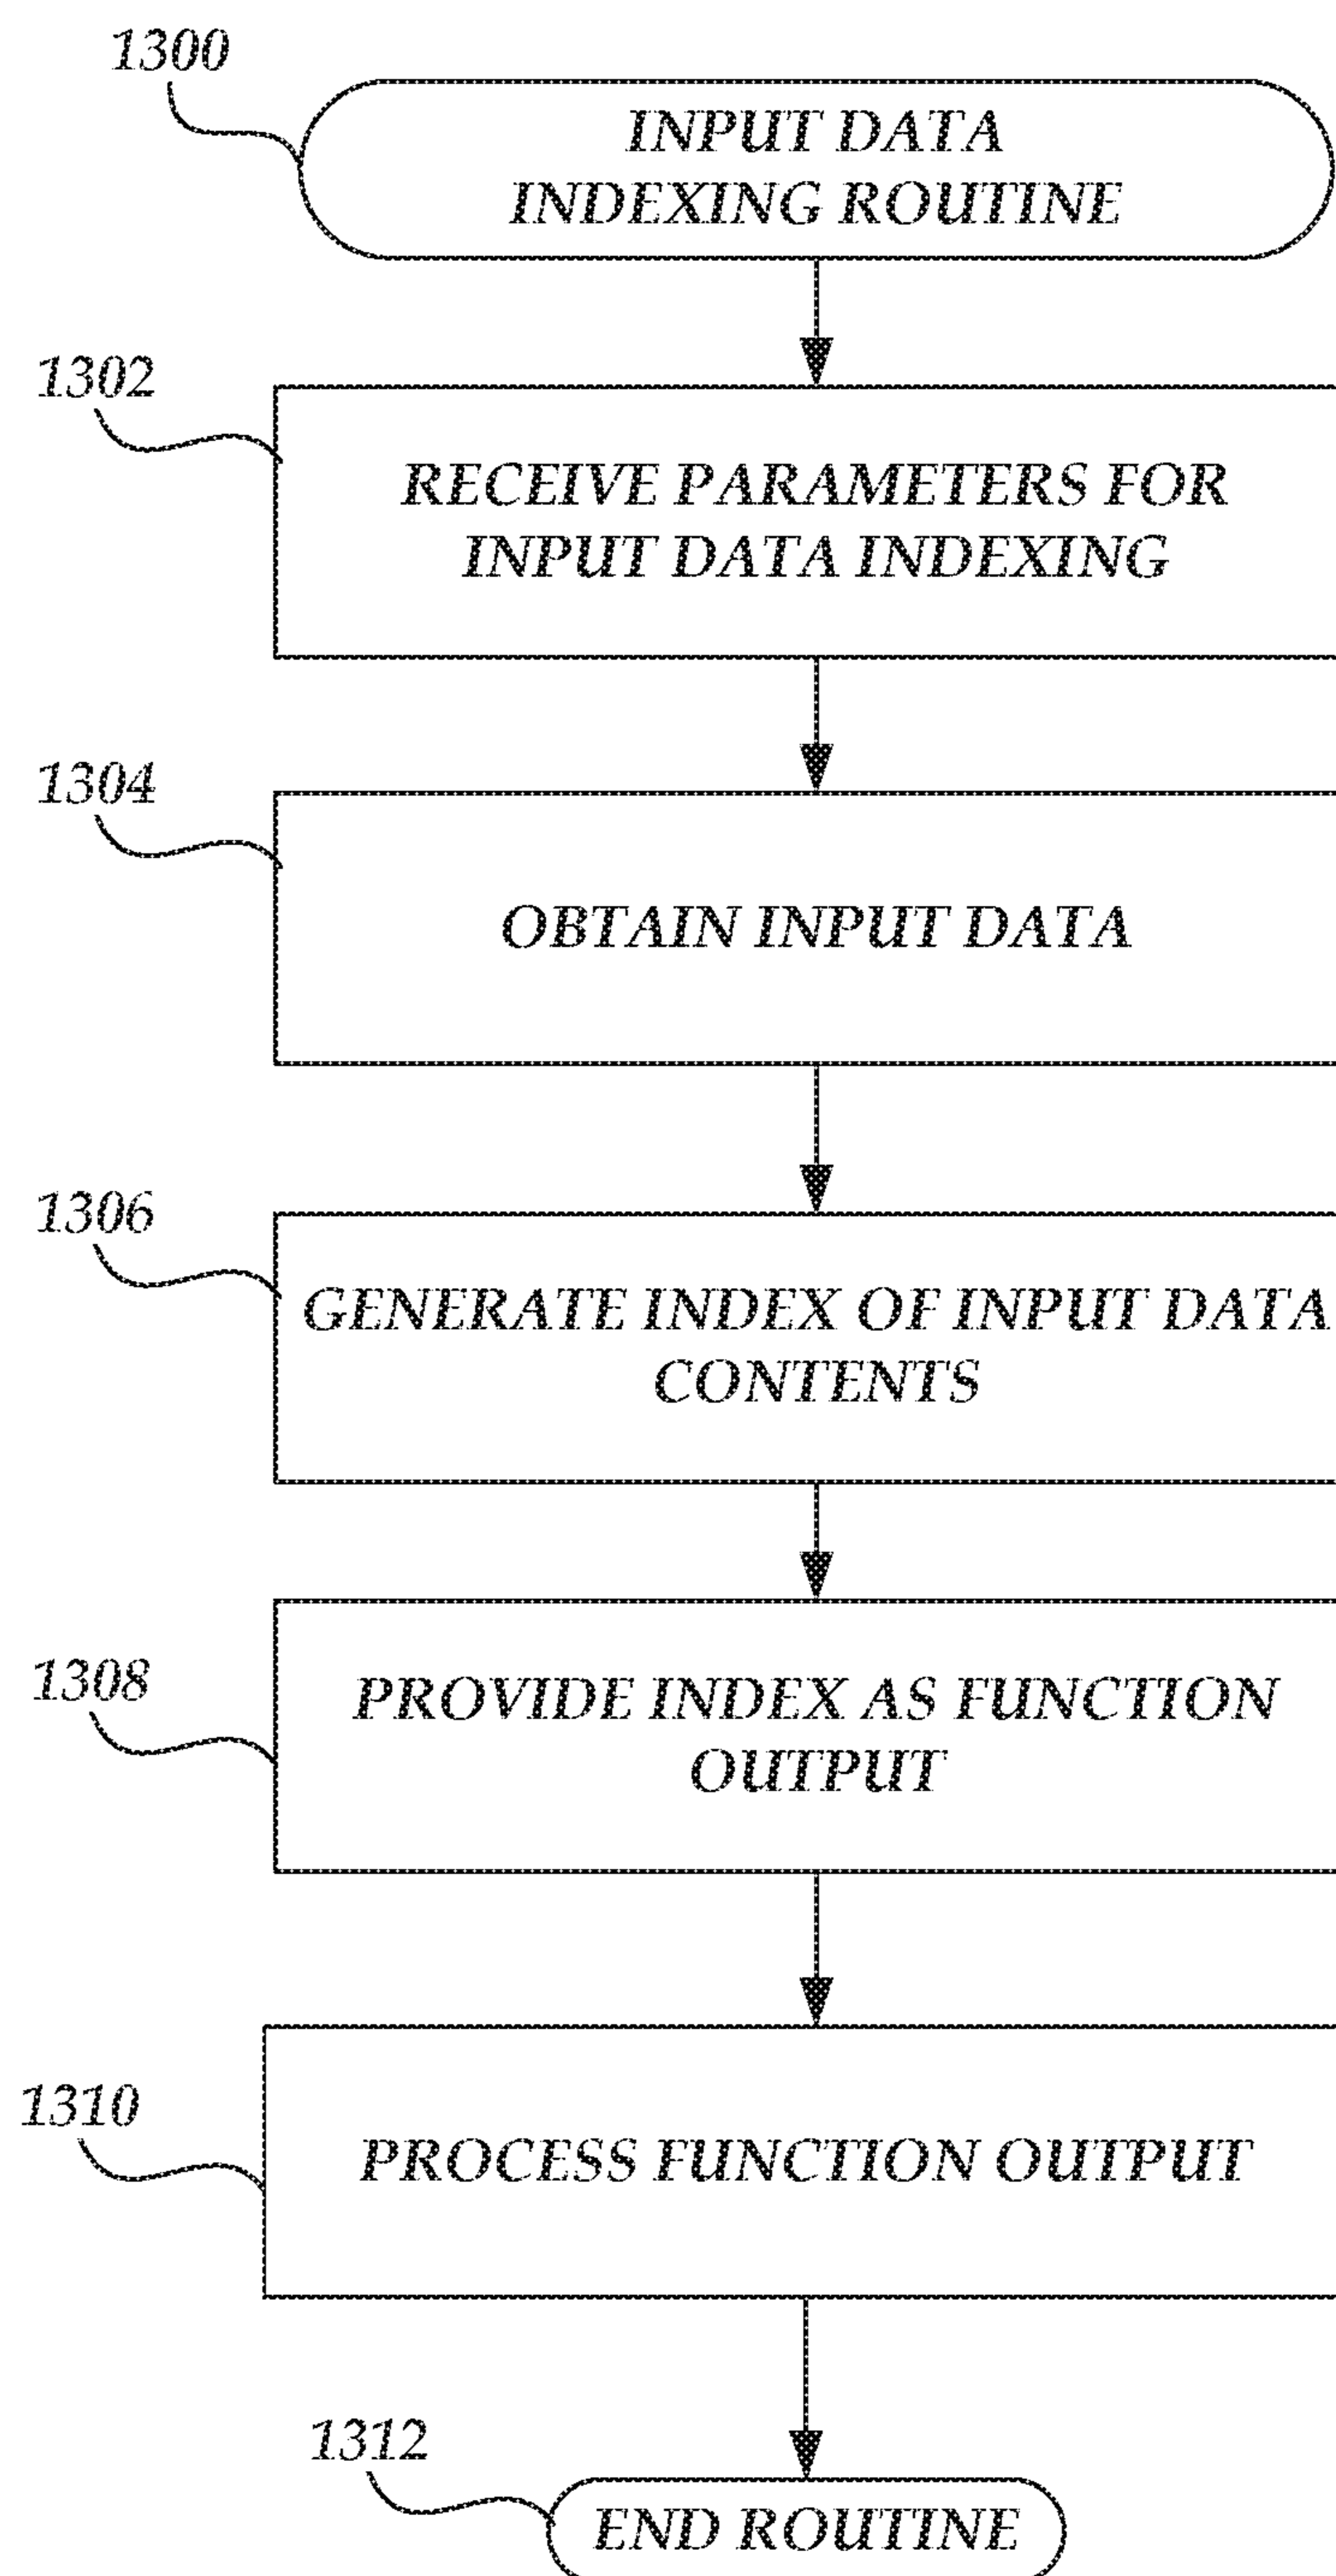 1300
INPUT DATA
INDEXING ROUTINE
1302
RECEIVE PARAMETERS FOR
INPUT DATA INDEXING
1304
OBTAIN INPUT DATA
1306
GENERATE INDEX OF INPUT DATA
CONTENTS
1308
PROVIDE INDEX AS FUNCTION
OUTPUT
1310
PROCESS FUNCTION OUTPUT
1312
END ROUTINE